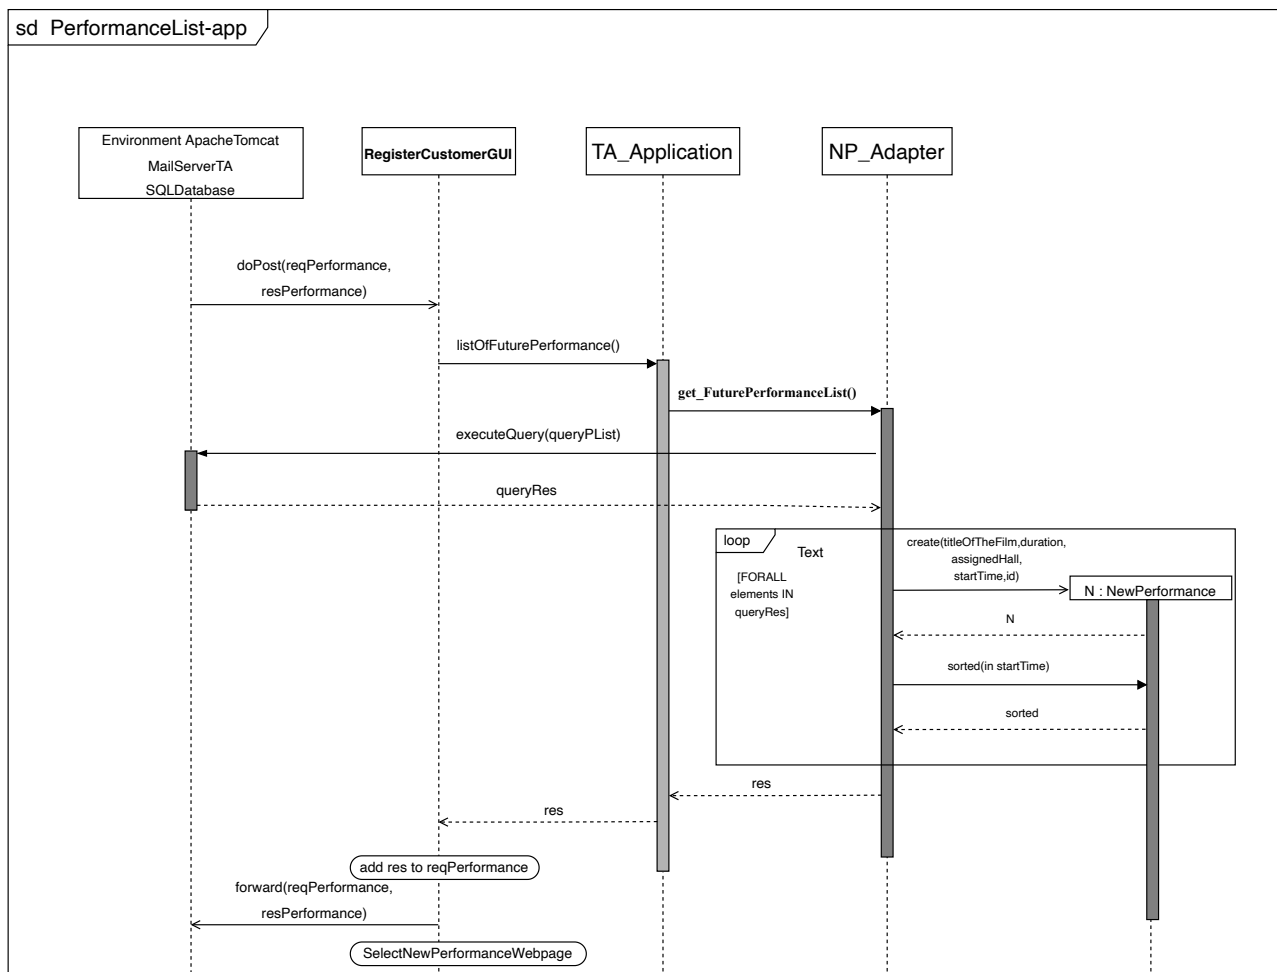 sd PerformanceList-app
Environment ApacheTomcat
MailServerTA
SQLDatabase
RegisterCustomerGUI
TA_Application
NP_Adapter
doPost(reqPerformance,
resPerformance)
listOfFuturePerformance()
get_FuturePerformanceList()
executeQuery(queryPList)
queryRes
loop
Text
[FORALL
elements IN
queryRes]
create(titleOfTheFilm,duration,
assignedHall,
startTime,id)
N : NewPerformance
N
sorted(in startTime)
sorted
res
res
add res to reqPerformance
forward(reqPerformance,
resPerformance)
SelectNewPerformanceWebpage